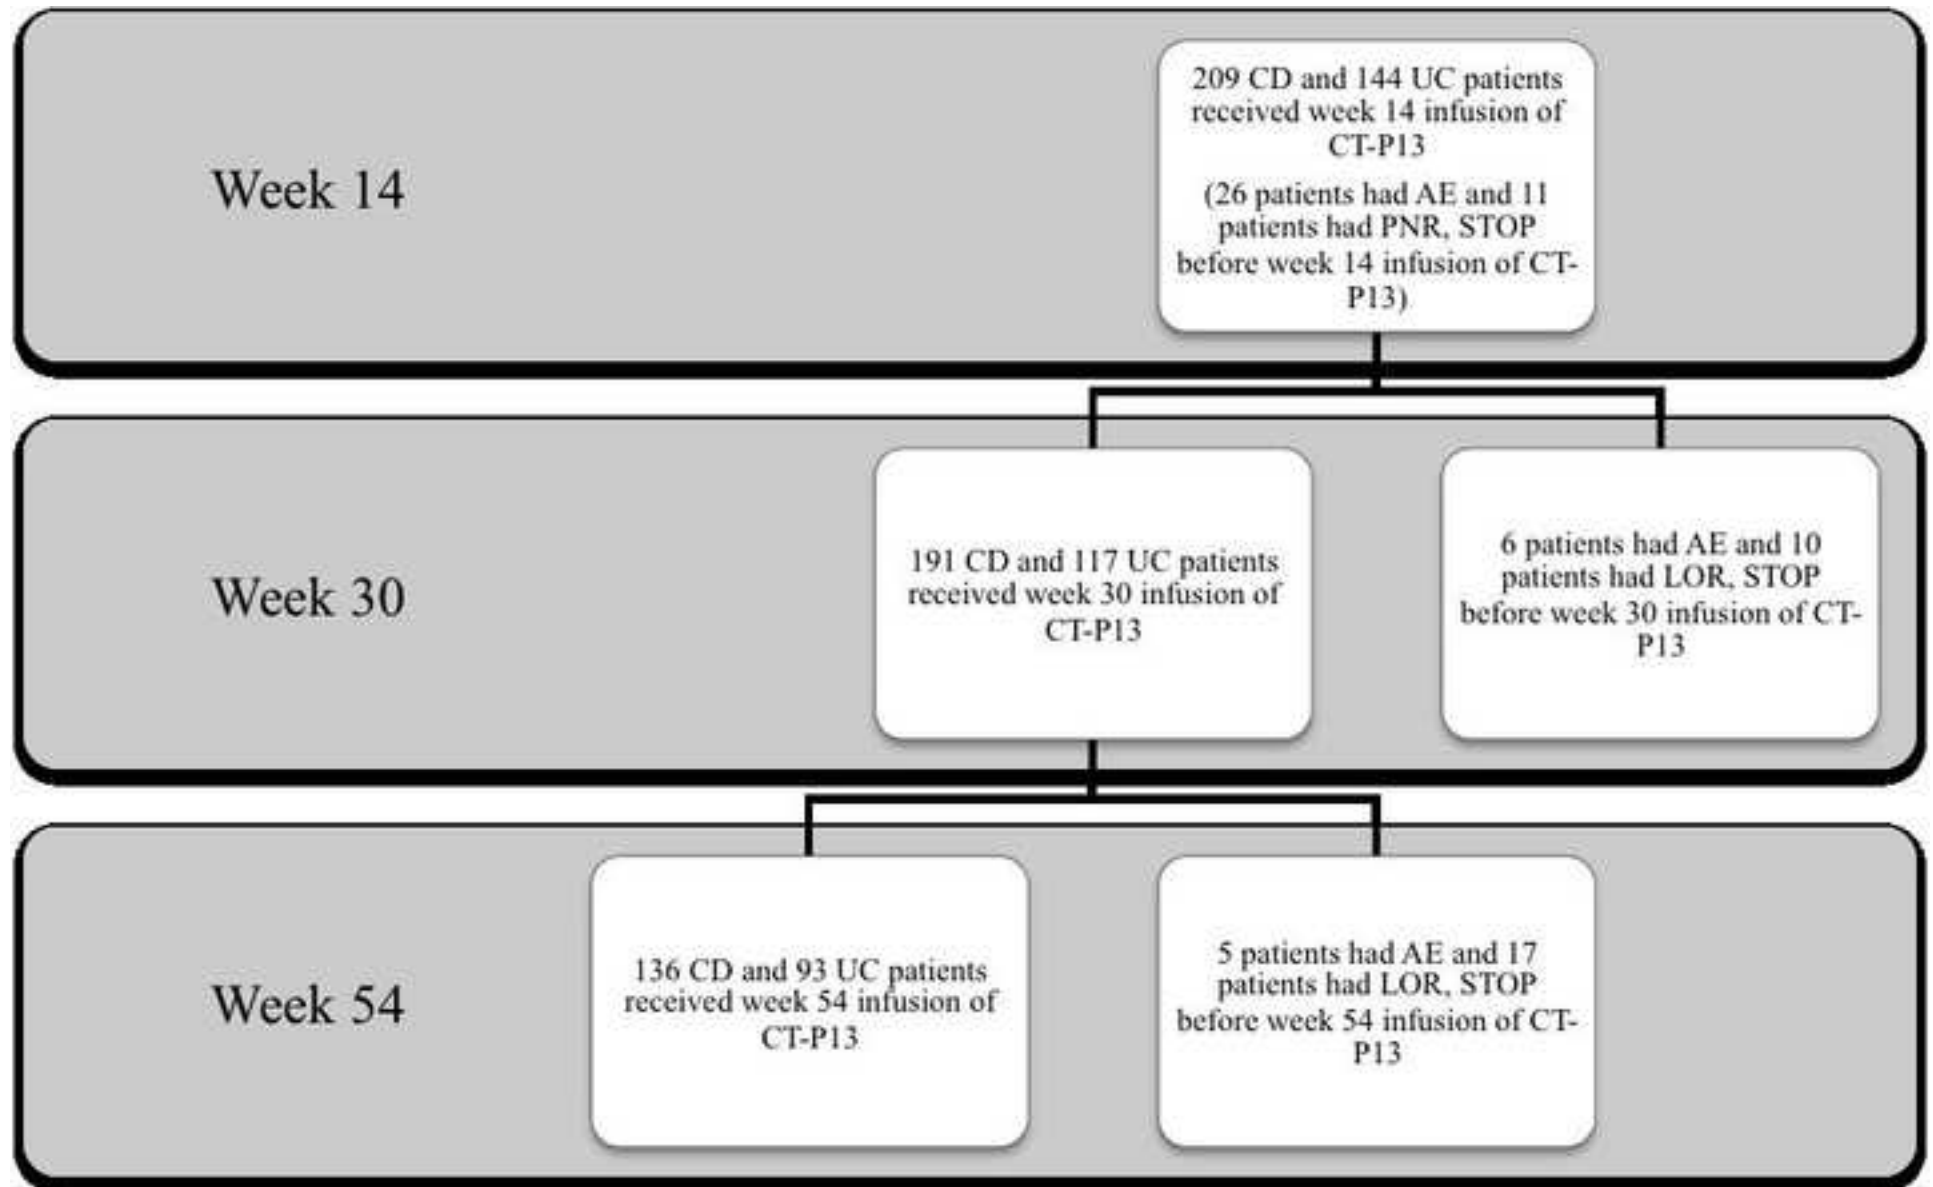 Week 14
209 CD and 144 UC patients
received week 14 infusion of
CT-P13
(26 patients had AE and 11
patients had PNR, STOP
before week 14 infusion of CT-
P13)
Week 30
191 CD and 117 UC patients
received week 30 infusion of
CT-P13
6 patients had AE and 10
patients had LOR, STOP
before week 30 infusion of CT-
P13
Week 54
136 CD and 93 UC patients
received week 54 infusion of
CT-P13
5 patients had AE and 17
patients had LOR, STOP
before week 54 infusion of CT-
P13